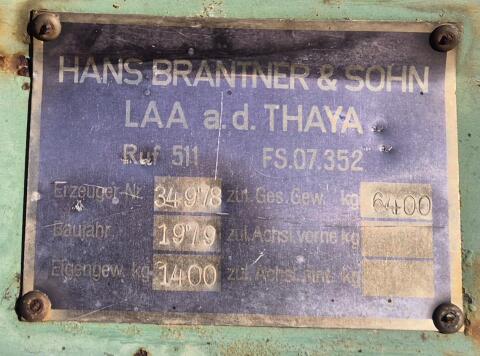 HANS BRANTNER & SOHN
LAA a.d. THAYA
Ruf 511 FS.07.352
Erzeuger-Nr. 34978 zul. Ges. Gew. kg 6400
Baujahr 1979 zul. Achsl. vorne kg
Eigengew. kg 1400 zul. Achsl. hint. kg